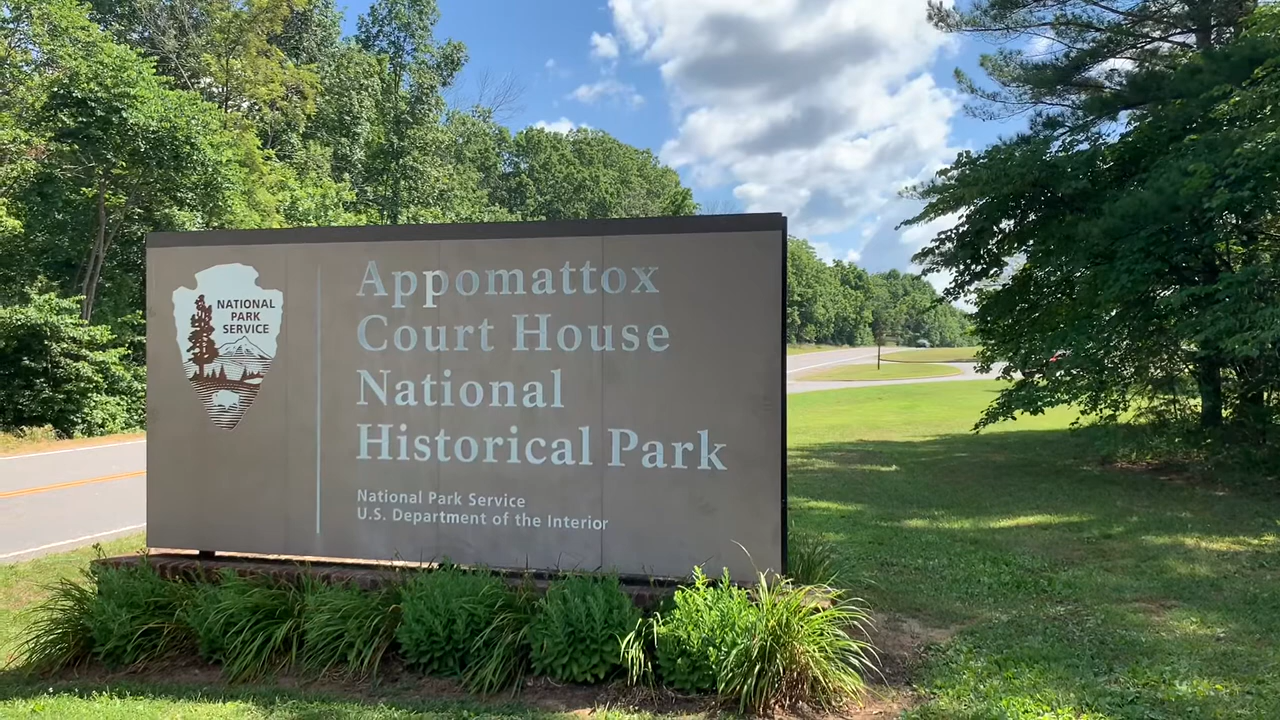 NATIONAL
PARK
SERVICE
Appomattox
Court House
National
Historical Park
National Park Service
U.S. Department of the Interior